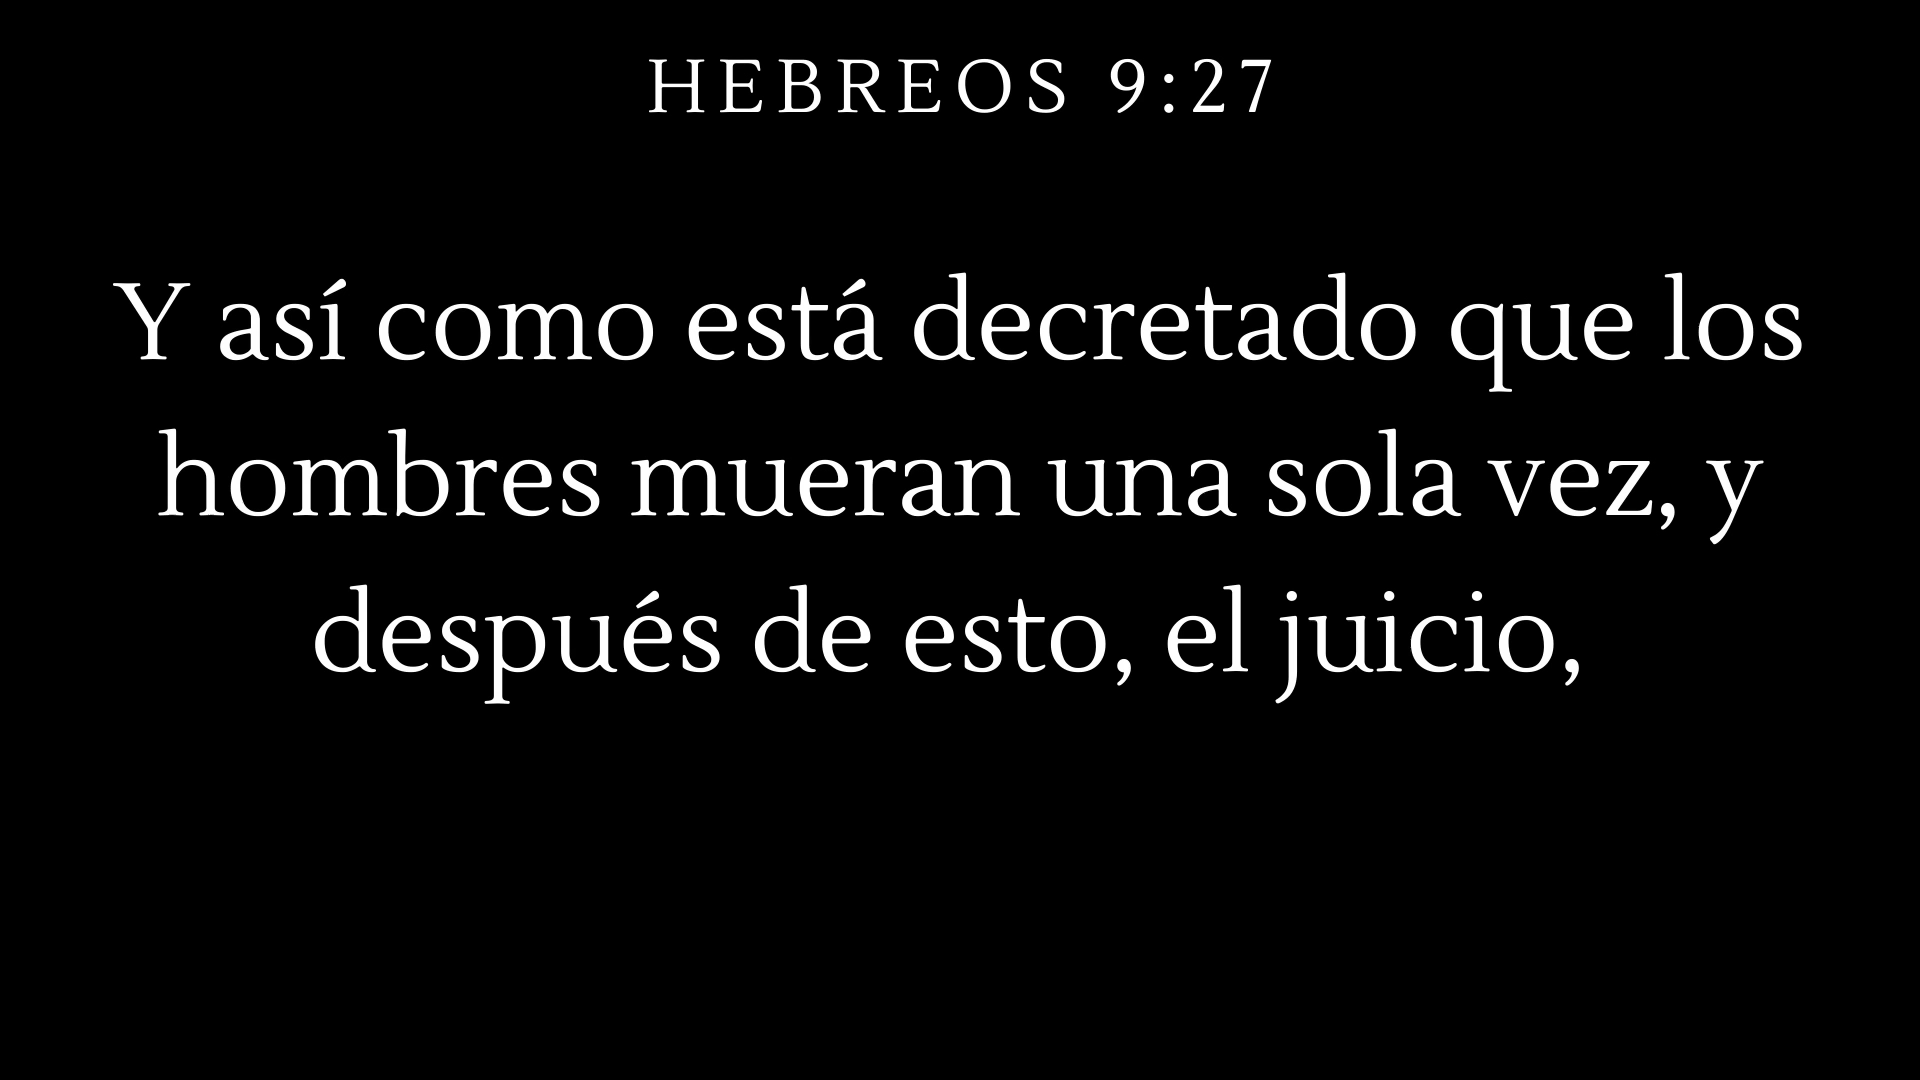 HEBREOS 9:27
Y así como está decretado que los
hombres mueran una sola vez, y
después de esto, el juicio,